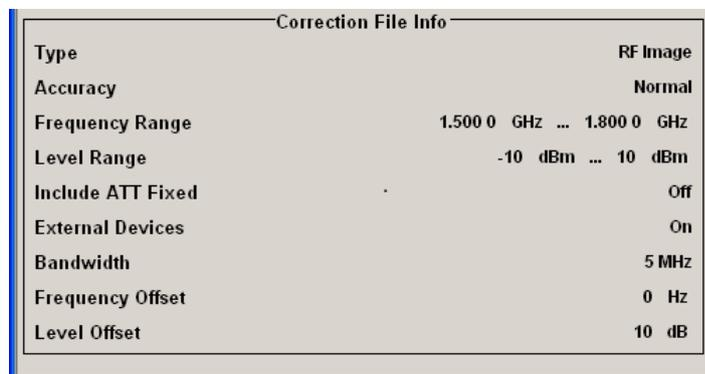 Correction File Info
Type RF Image
Accuracy Normal
Frequency Range 1.500 0 GHz ... 1.800 0 GHz
Level Range -10 dBm ... 10 dBm
Include ATT Fixed Off
External Devices On
Bandwidth 5 MHz
Frequency Offset 0 Hz
Level Offset 10 dB